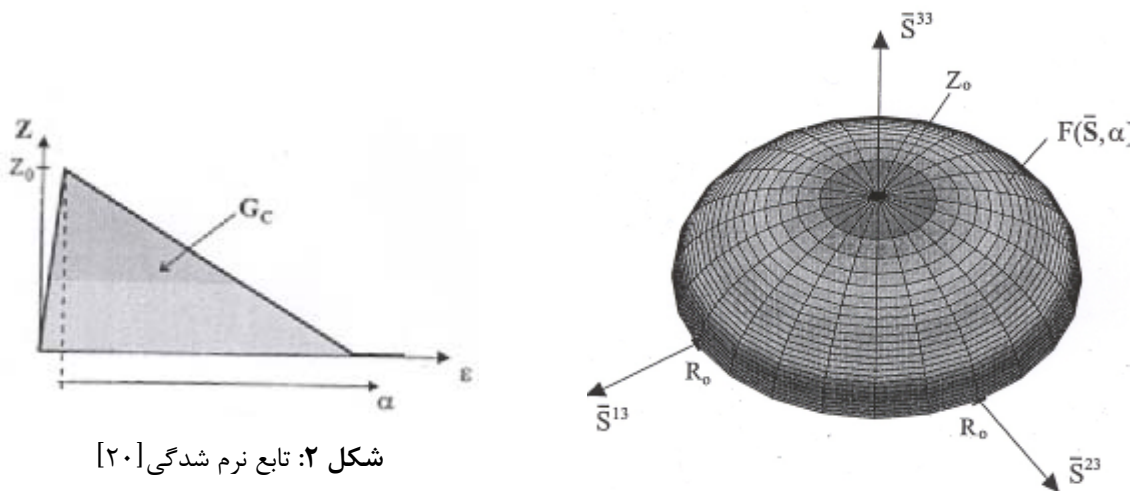 Z
Z₀
G_C
ε
α
شکل ۲: تابع نرم شدگی[۲۰]
S̄³³
Z₀
F(S̄,α)
R₀
S̄¹³
R₀
S̄²³